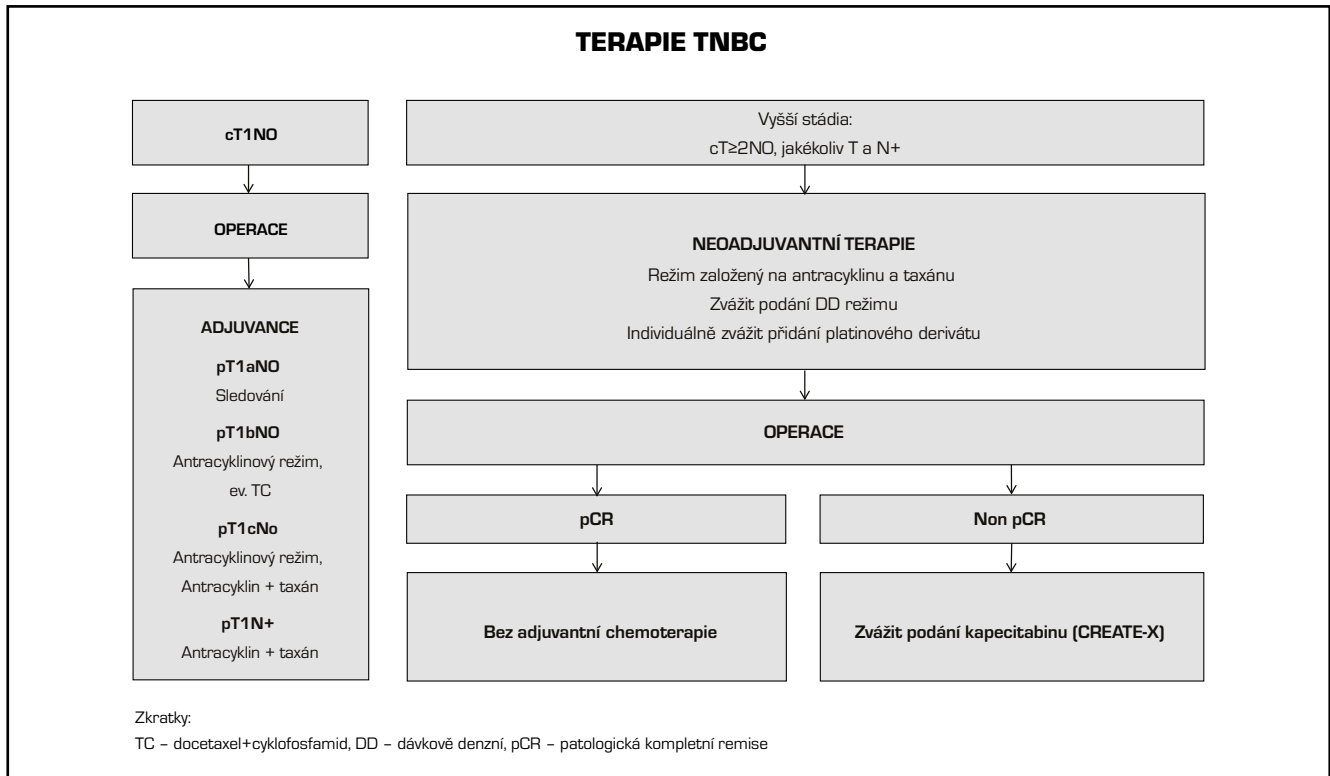 TERAPIE TNBC
cT1NO
OPERACE
ADJUVANCE
pT1aNO
Sledování
pT1bNO
Antracyklinový režim,
ev. TC
pT1cNo
Antracyklinový režim,
Antracyklin + taxán
pT1N+
Antracyklin + taxán
Vyšší stádia:
cT≥2NO, jakékoliv T a N+
NEOADJUVANTNÍ TERAPIE
Režim založený na antracyklinu a taxánu
Zvážit podání DD režimu
Individuálně zvážit přidání platinového derivátu
OPERACE
pCR
Bez adjuvantní chemoterapie
Non pCR
Zvážit podání kapecitabinu (CREATE-X)
Zkratky:
TC – docetaxel+cyklofosfamid, DD – dávkově denzní, pCR – patologická kompletní remise